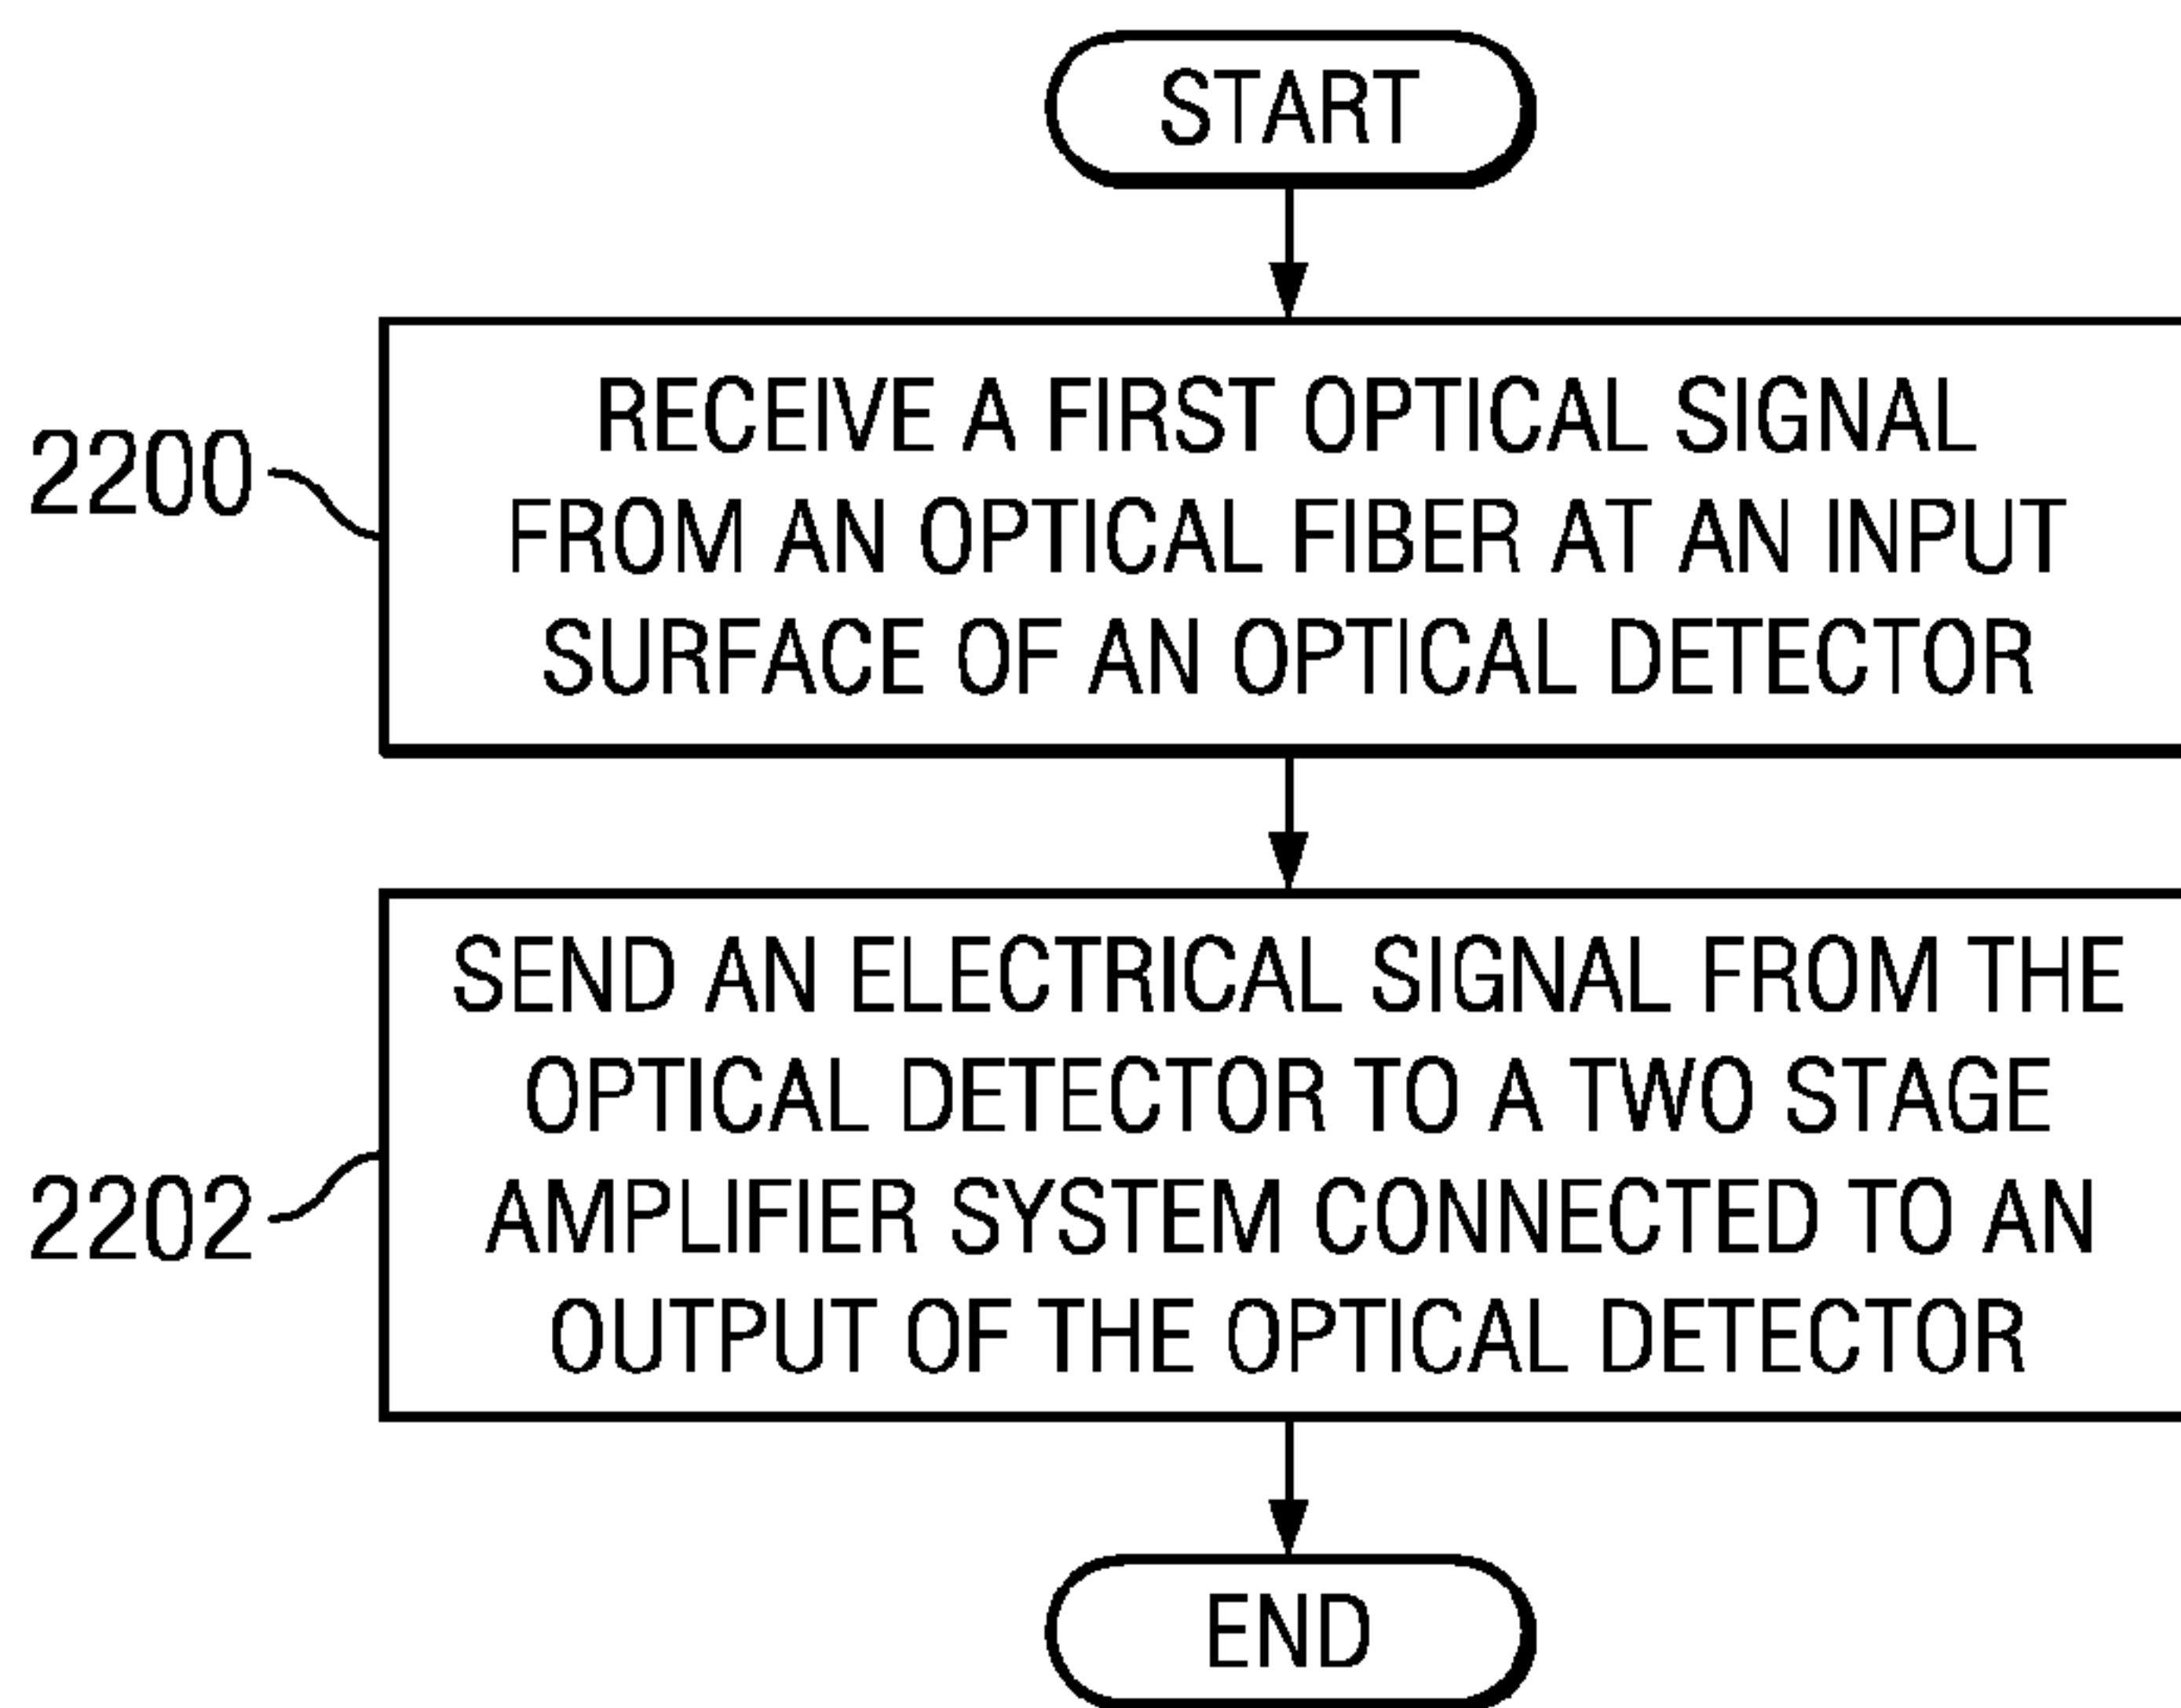 START
RECEIVE A FIRST OPTICAL SIGNAL
FROM AN OPTICAL FIBER AT AN INPUT
SURFACE OF AN OPTICAL DETECTOR
2200
SEND AN ELECTRICAL SIGNAL FROM THE
OPTICAL DETECTOR TO A TWO STAGE
AMPLIFIER SYSTEM CONNECTED TO AN
OUTPUT OF THE OPTICAL DETECTOR
2202
END